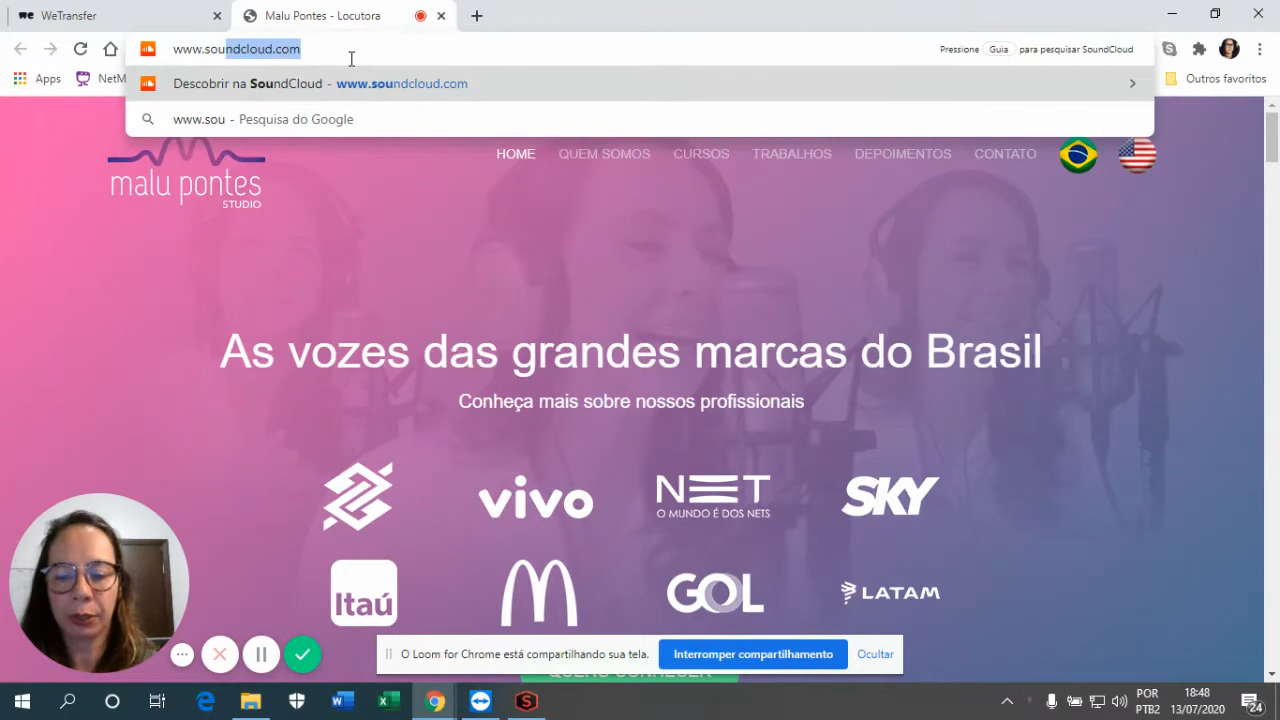 WeTransfer
Malu Pontes - Locutora
www.soundcloud.com
Pressione Guia para pesquisar SoundCloud
Descobrir na SoundCloud - www.soundcloud.com
www.sou - Pesquisa do Google
Apps
NetM
Outros favoritos
malu pontes
STUDIO
HOME
QUEM SOMOS
CURSOS
TRABALHOS
DEPOIMENTOS
CONTATO
As vozes das grandes marcas do Brasil
Conheça mais sobre nossos profissionais
vivo
NET
O MUNDO É DOS NETS
SKY
Itaú
GOL
LATAM
O Loom for Chrome está compartilhando sua tela.
Interromper compartilhamento
Ocultar
QUERO CONHECER
POR
PTB2
18:48
13/07/2020
24